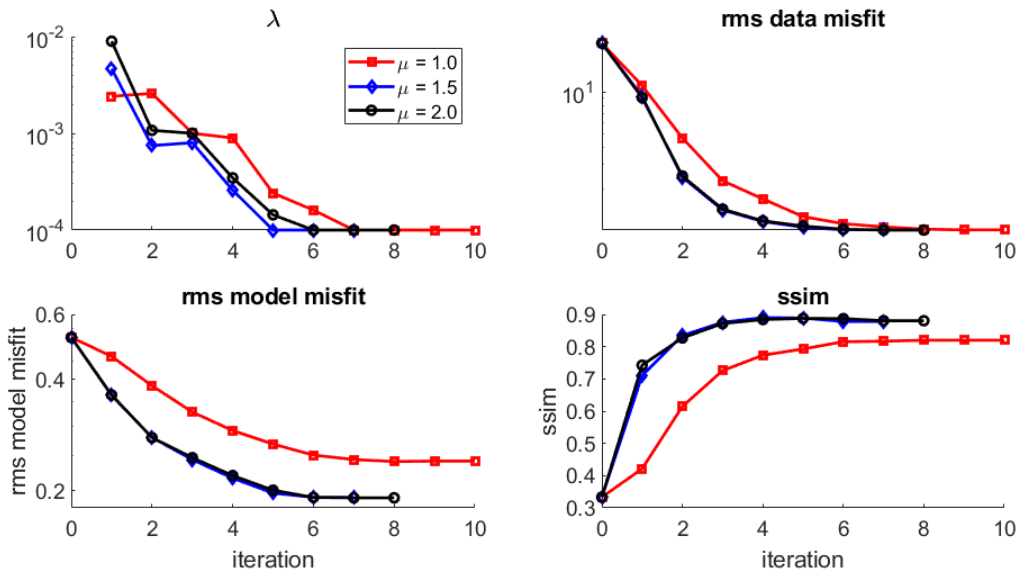 λ
10^-2
10^-3
10^-4
0 2 4 6 8 10
μ = 1.0
μ = 1.5
μ = 2.0
rms data misfit
10^1
0 2 4 6 8 10
rms model misfit
rms model misfit
0.6
0.4
0.2
0 2 4 6 8 10
iteration
ssim
ssim
0.9
0.8
0.7
0.6
0.5
0.4
0.3
0 2 4 6 8 10
iteration